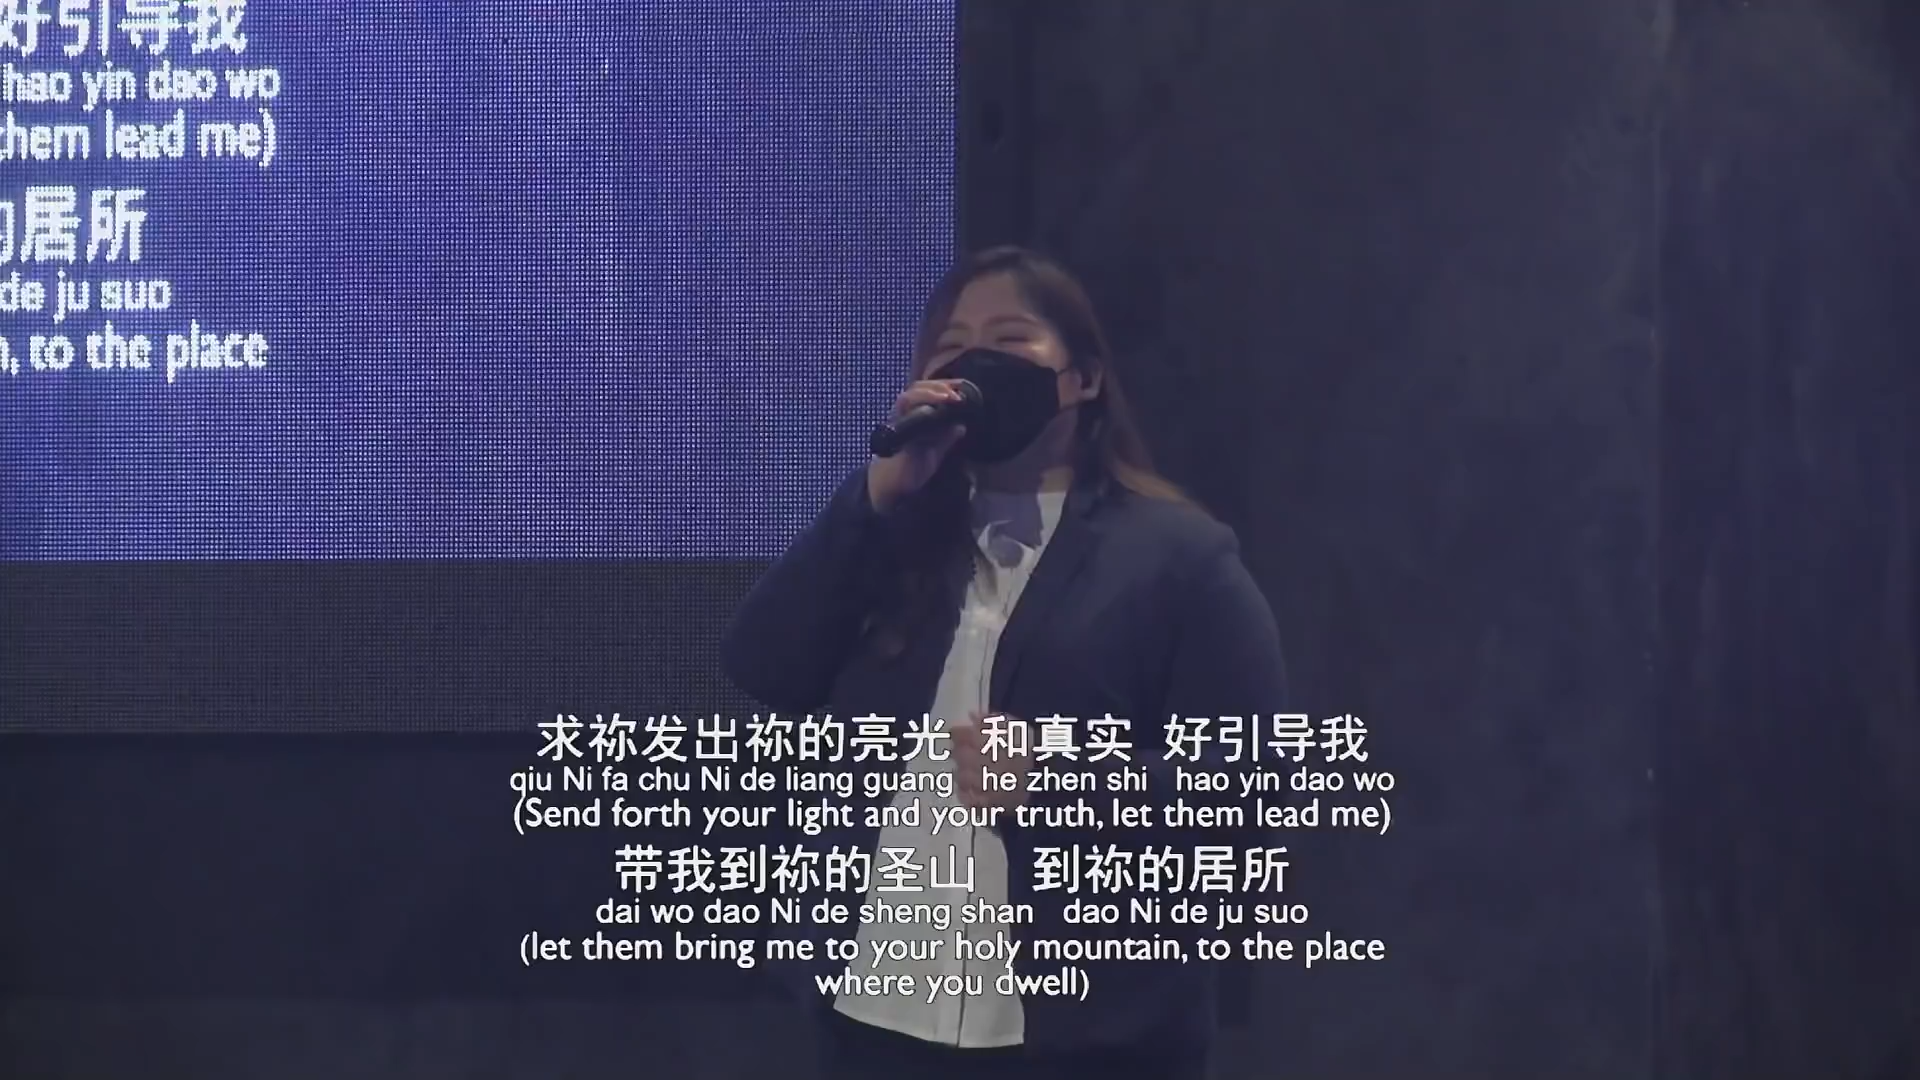 好引导我
hao yin dao wo
them lead me)
的居所
de ju suo
n, to the place
求祢发出祢的亮光 和真实 好引导我
qiu Ni fa chu Ni de liang guang he zhen shi hao yin dao wo
(Send forth your light and your truth, let them lead me)
带我到祢的圣山 到祢的居所
dai wo dao Ni de sheng shan dao Ni de ju suo
(let them bring me to your holy mountain, to the place
where you dwell)